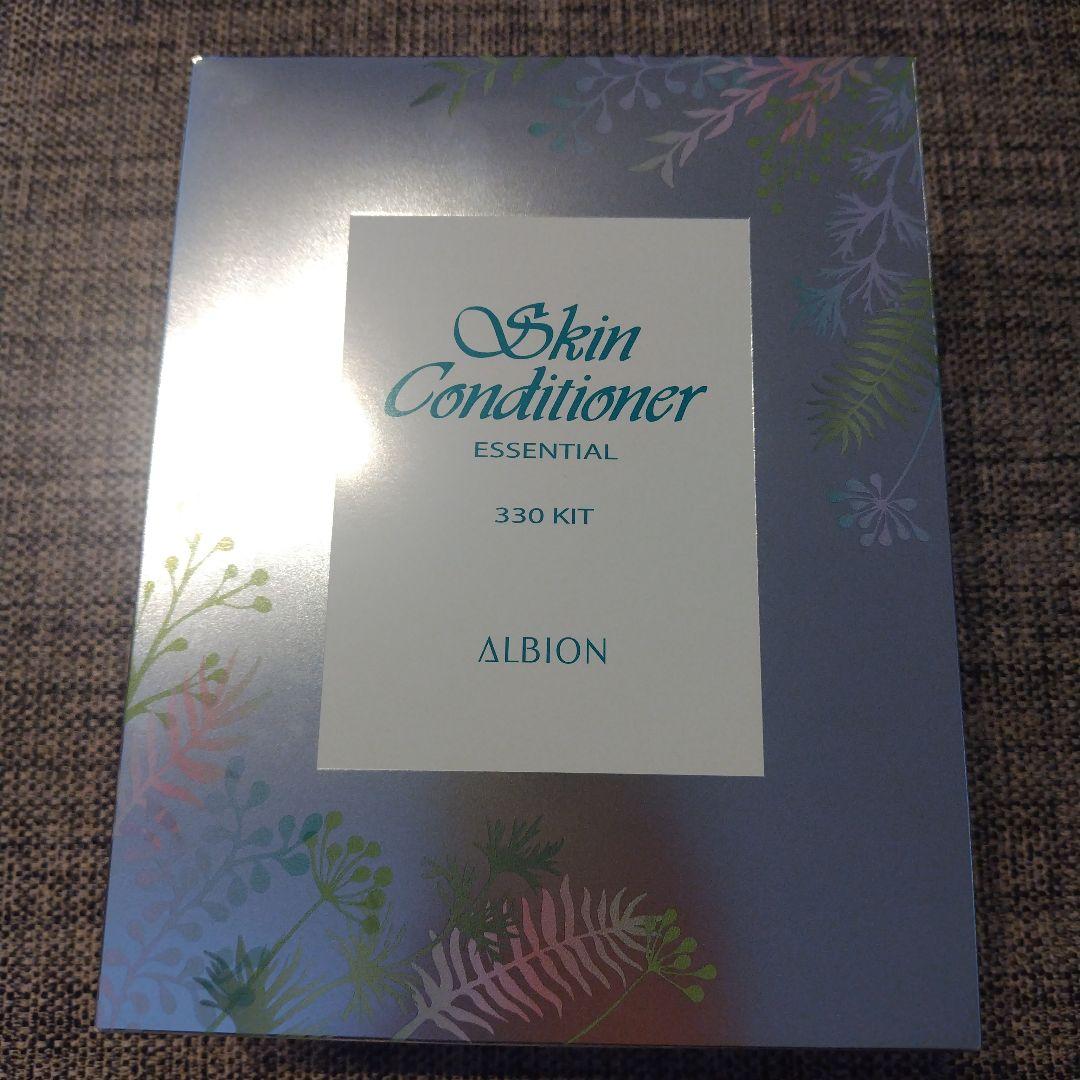 Skin
Conditioner
ESSENTIAL
330 KIT
ALBION